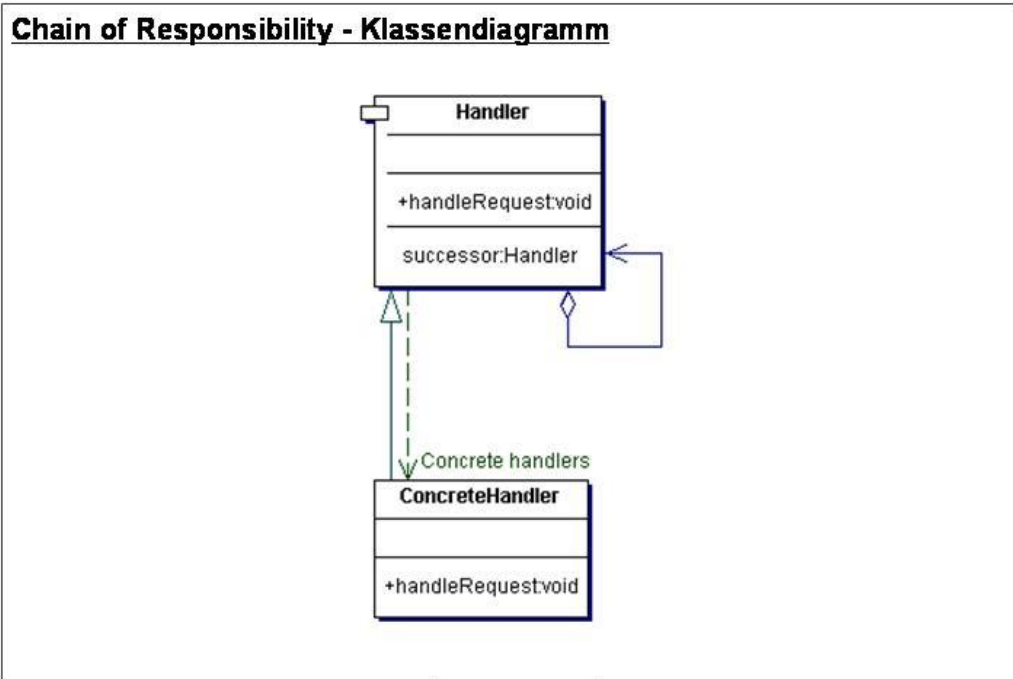 Chain of Responsibility - Klassendiagramm
Handler
+handleRequest:void
successor:Handler
Concrete handlers
ConcreteHandler
+handleRequest:void